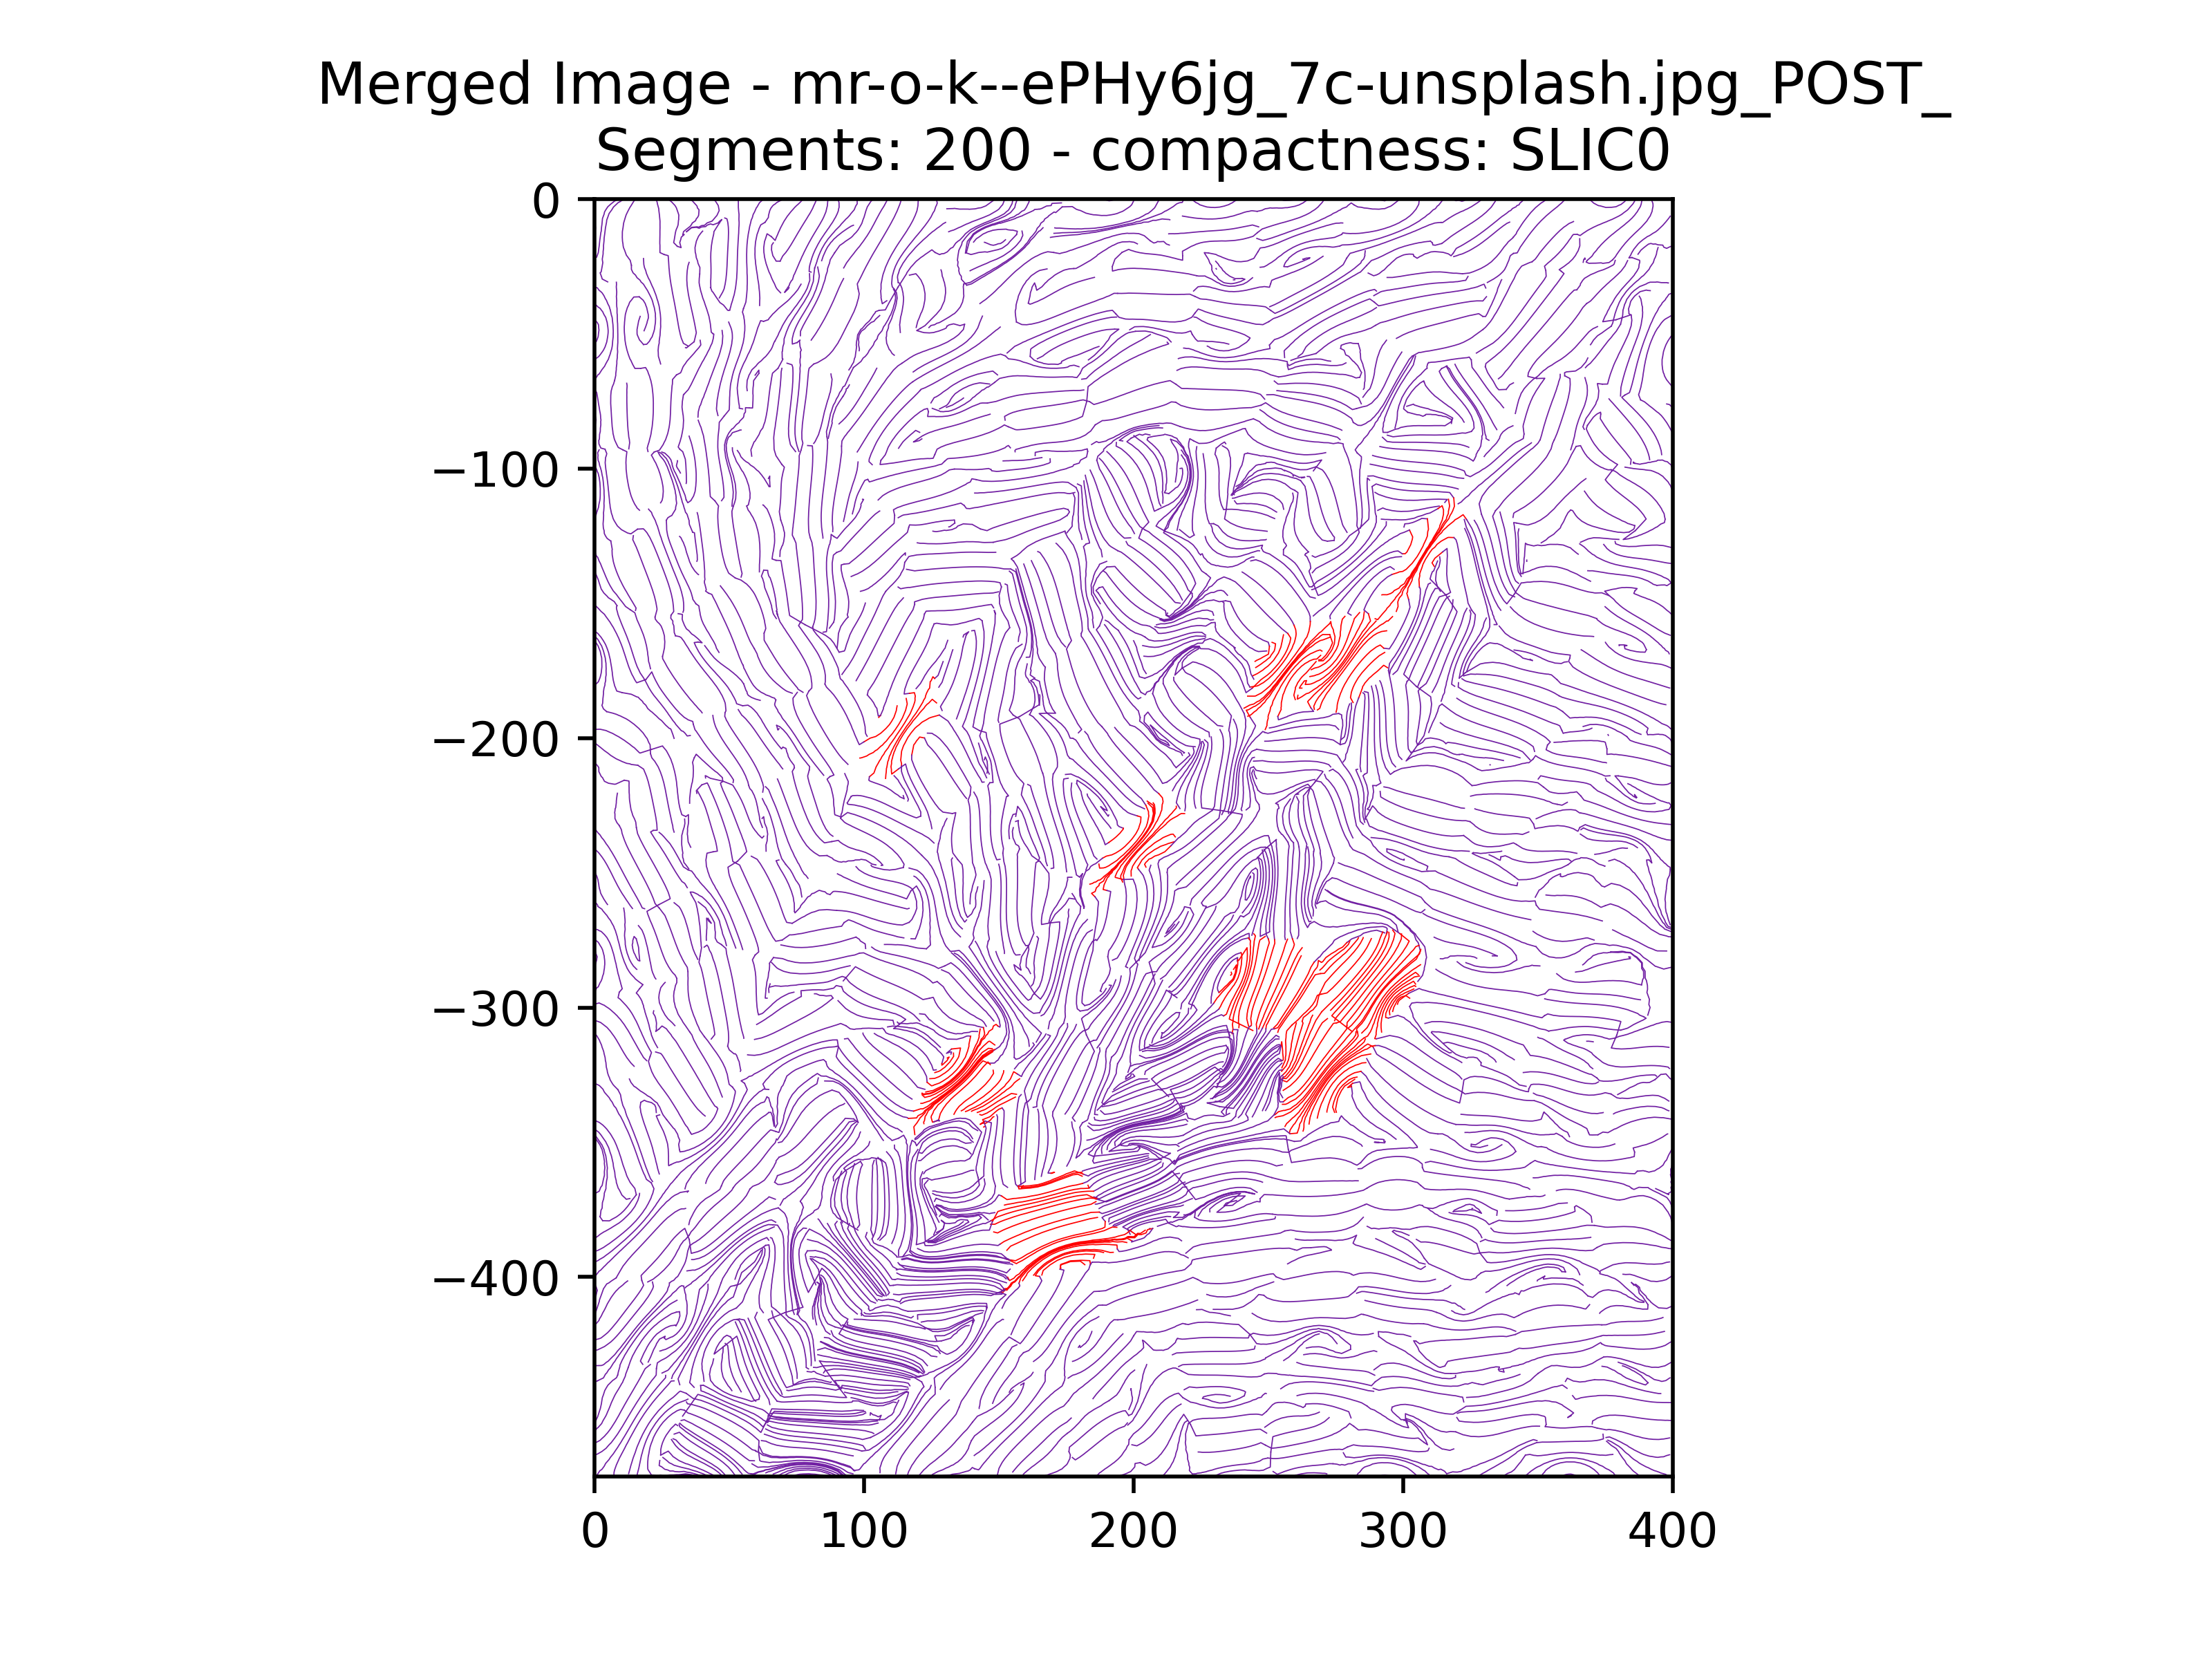 Merged Image - mr-o-k--ePHy6jg_7c-unsplash.jpg_POST_
Segments: 200 - compactness: SLIC0
0
−100
−200
−300
−400
0 100 200 300 400